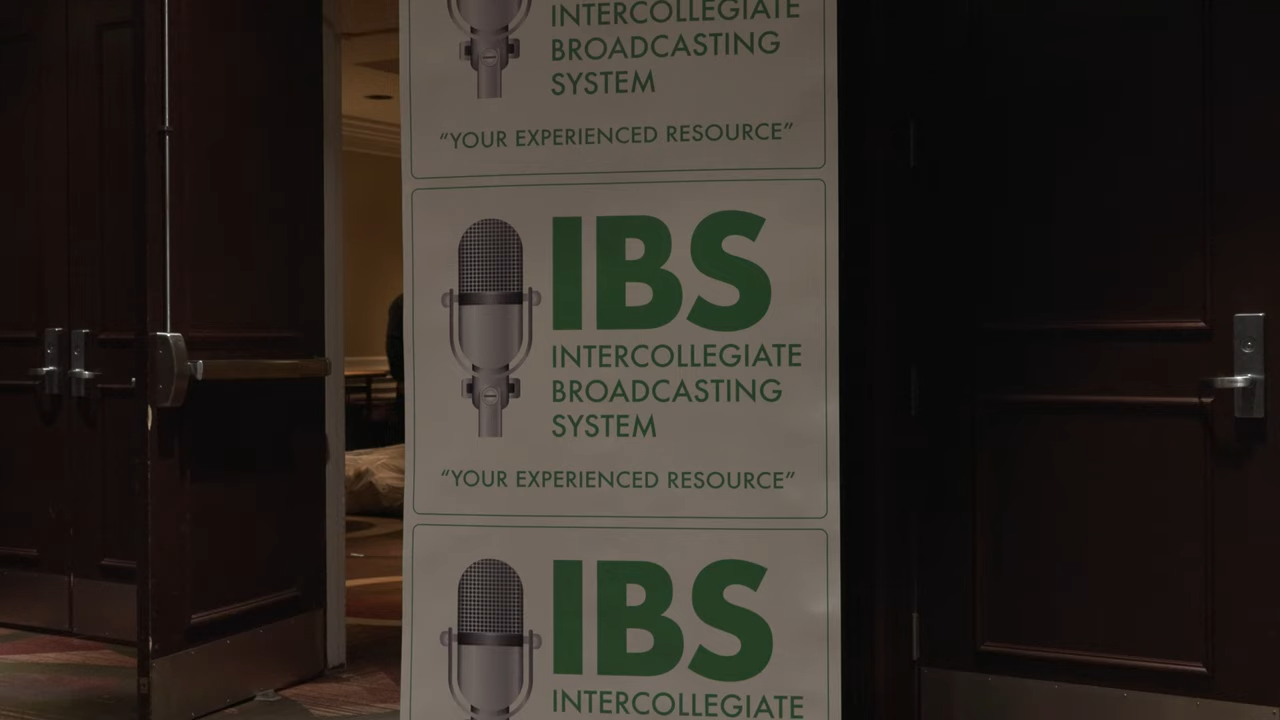 INTERCOLLEGIATE
BROADCASTING
SYSTEM
“YOUR EXPERIENCED RESOURCE”
IBS
INTERCOLLEGIATE
BROADCASTING
SYSTEM
“YOUR EXPERIENCED RESOURCE”
IBS
INTERCOLLEGIATE